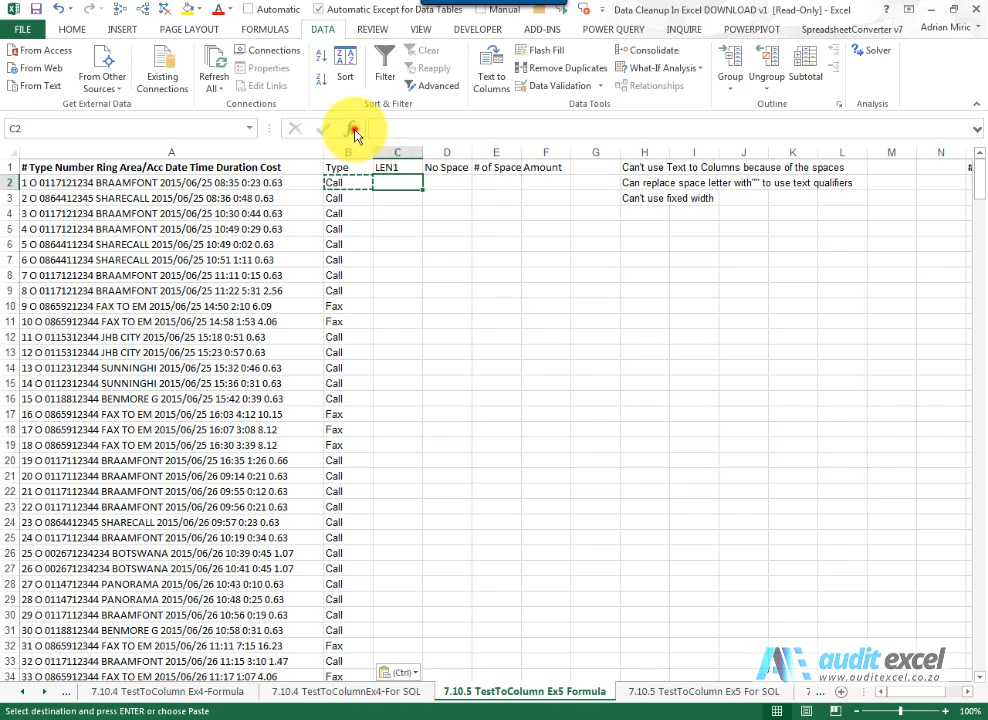 Automatic Automatic Except for Data Tables Manual Data Cleanup In Excel DOWNLOAD v1 [Read-Only] - Excel
FILE HOME INSERT PAGE LAYOUT FORMULAS DATA REVIEW VIEW DEVELOPER ADD-INS POWER QUERY INQUIRE POWERPIVOT SpreadsheetConverter v7 Adrian Miric
From Access Connections Clear Flash Fill Consolidate Solver
From Web Properties Reapply Remove Duplicates What-If Analysis
From Text Edit Links Advanced Data Validation Relationships
From Other Sources Existing Connections Refresh All Sort Filter Text to Columns Group Ungroup Subtotal
Get External Data Connections Sort & Filter Data Tools Outline Analysis
C2 fx
A B C D E F G H I J K L M N
1 # Type Number Ring Area/Acc Date Time Duration Cost Type LEN1 No Space # of Space Amount Can't use Text to Columns because of the spaces #
2 1 O 0117121234 BRAAMFONT 2015/06/25 08:35 0:23 0.63 Call Can replace space letter with"" to use text qualifiers
3 2 O 0864412345 SHARECALL 2015/06/25 08:36 0:48 0.63 Call Can't use fixed width
4 3 O 0117112344 BRAAMFONT 2015/06/25 10:30 0:44 0.63 Call
5 4 O 0117112344 BRAAMFONT 2015/06/25 10:49 0:29 0.63 Call
6 5 O 0864411234 SHARECALL 2015/06/25 10:49 0:02 0.63 Call
7 6 O 0864411234 SHARECALL 2015/06/25 10:51 1:11 0.63 Call
8 7 O 0117121234 BRAAMFONT 2015/06/25 11:11 0:15 0.63 Call
9 8 O 0117121234 BRAAMFONT 2015/06/25 11:22 5:31 2.56 Call
10 9 O 0865921234 FAX TO EM 2015/06/25 14:50 2:10 6.09 Fax
11 10 O 0865912344 FAX TO EM 2015/06/25 14:58 1:53 4.06 Fax
12 11 O 0115312344 JHB CITY 2015/06/25 15:18 0:51 0.63 Call
13 12 O 0115312344 JHB CITY 2015/06/25 15:23 0:57 0.63 Call
14 13 O 0112312344 SUNNINGHI 2015/06/25 15:32 0:46 0.63 Call
15 14 O 0112312344 SUNNINGHI 2015/06/25 15:36 0:31 0.63 Call
16 15 O 0118812344 BENMORE G 2015/06/25 15:42 0:39 0.63 Call
17 16 O 0865912344 FAX TO EM 2015/06/25 16:03 4:12 10.15 Fax
18 17 O 0865912344 FAX TO EM 2015/06/25 16:07 3:08 8.12 Fax
19 18 O 0865912344 FAX TO EM 2015/06/25 16:30 3:39 8.12 Fax
20 19 O 0117112344 BRAAMFONT 2015/06/25 16:35 1:26 0.66 Call
21 20 O 0117112344 BRAAMFONT 2015/06/26 09:14 0:21 0.63 Call
22 21 O 0117112344 BRAAMFONT 2015/06/26 09:55 0:12 0.63 Call
23 22 O 0117112344 BRAAMFONT 2015/06/26 09:56 0:21 0.63 Call
24 23 O 0864412345 SHARECALL 2015/06/26 09:57 0:23 0.63 Call
25 24 O 0117112344 BRAAMFONT 2015/06/26 10:19 0:51 0.63 Call
26 25 O 002671234234 BOTSWANA 2015/06/26 10:39 0:45 1.07 Call
27 26 O 002671234234 BOTSWANA 2015/06/26 10:41 0:45 1.07 Call
28 27 O 0114712344 PANORAMA 2015/06/26 10:43 0:10 0.63 Call
29 28 O 0114712344 PANORAMA 2015/06/26 10:48 0:25 0.63 Call
30 29 O 0117112344 BRAAMFONT 2015/06/26 10:56 0:19 0.63 Call
31 30 O 0118812344 BENMORE G 2015/06/26 10:58 0:31 0.63 Call
32 31 O 0865912344 FAX TO EM 2015/06/26 11:11 7:15 16.23 Fax
33 32 O 0117112344 BRAAMFONT 2015/06/26 11:15 3:10 1.47 Call
34 33 O 0865912344 FAX TO EM 2015/06/26 11:17 1:07 4.06 Fax
(Ctrl)
audit excel
www.auditexcel.co.za
... 7.10.4 TestToColumn Ex4-Formula 7.10.4 TestToColumnEx4-For SOL 7.10.5 TestToColumn Ex5 Formula 7.10.5 TestToColumn Ex5 For SOL 7 ...
Select destination and press ENTER or choose Paste 100%